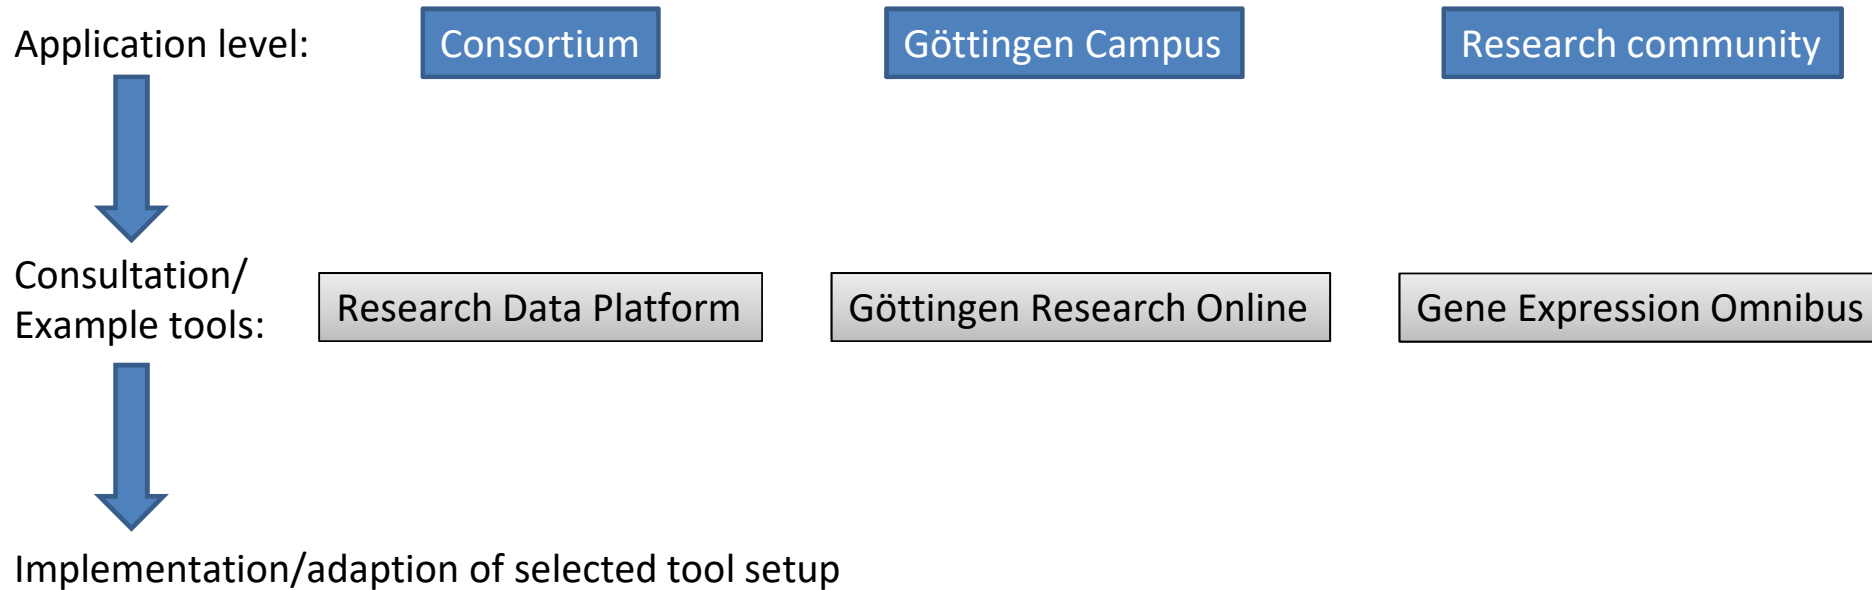 Application level:
Consortium
Göttingen Campus
Research community
Consultation/
Example tools:
Research Data Platform
Göttingen Research Online
Gene Expression Omnibus
Implementation/adaption of selected tool setup